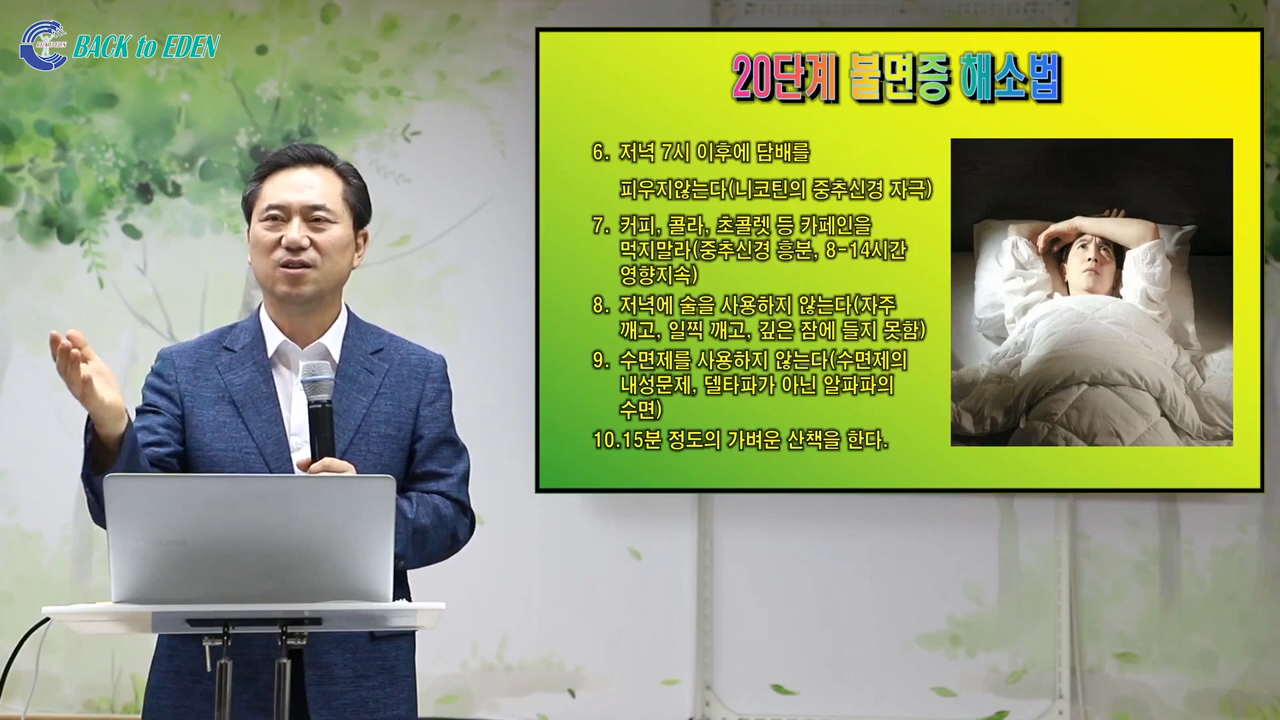 BACK to EDEN
20단계 불면증 해소법
6. 저녁 7시 이후에 담배를
피우지않는다(니코틴의 중추신경 자극)
7. 커피, 콜라, 초콜렛 등 카페인을
먹지말라(중추신경 흥분, 8-14시간
영향지속)
8. 저녁에 술을 사용하지 않는다(자주
깨고, 일찍 깨고, 깊은 잠에 들지 못함)
9. 수면제를 사용하지 않는다(수면제의
내성문제, 델타파가 아닌 알파파의
수면)
10.15분 정도의 가벼운 산책을 한다.